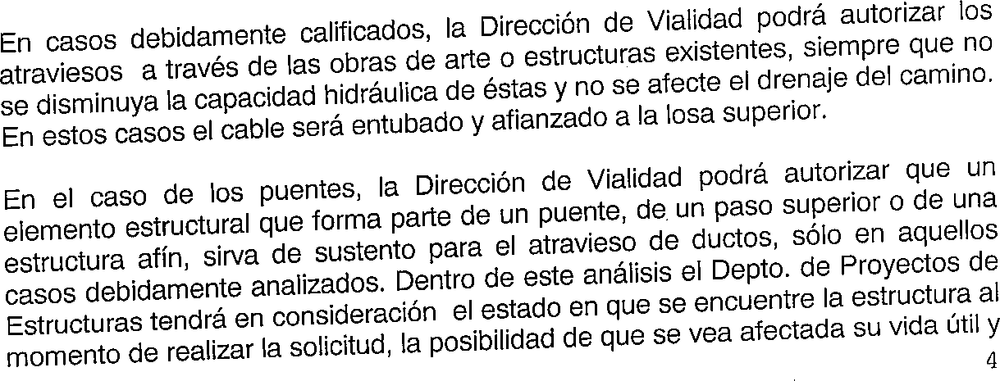 En casos debidamente calificados, la Dirección de Vialidad podrá autorizar los
atraviesos a través de las obras de arte o estructuras existentes, siempre que no
se disminuya la capacidad hidráulica de éstas y no se afecte el drenaje del camino.
En estos casos el cable será entubado y afianzado a la losa superior.

En el caso de los puentes, la Dirección de Vialidad podrá autorizar que un
elemento estructural que forma parte de un puente, de un paso superior o de una
estructura afín, sirva de sustento para el atravieso de ductos, sólo en aquellos
casos debidamente analizados. Dentro de este análisis el Depto. de Proyectos de
Estructuras tendrá en consideración el estado en que se encuentre la estructura al
momento de realizar la solicitud, la posibilidad de que se vea afectada su vida útil y
4